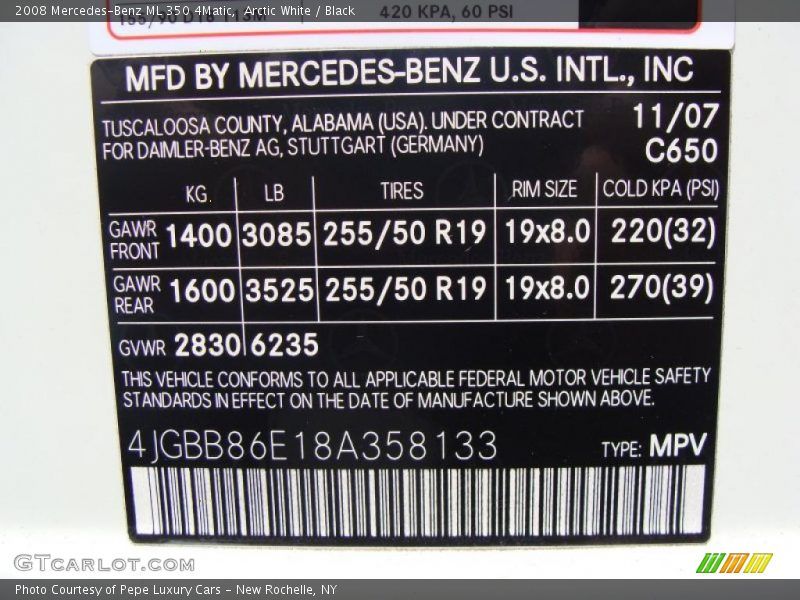 2008 Mercedes-Benz ML 350 4Matic, Arctic White / Black
155/90 D18 113M 420 KPA, 60 PSI
MFD BY MERCEDES-BENZ U.S. INTL., INC
TUSCALOOSA COUNTY, ALABAMA (USA). UNDER CONTRACT 11/07
FOR DAIMLER-BENZ AG, STUTTGART (GERMANY) C650
KG. LB TIRES RIM SIZE COLD KPA (PSI)
GAWR FRONT 1400 3085 255/50 R19 19x8.0 220(32)
GAWR REAR 1600 3525 255/50 R19 19x8.0 270(39)
GVWR 2830 6235
THIS VEHICLE CONFORMS TO ALL APPLICABLE FEDERAL MOTOR VEHICLE SAFETY
STANDARDS IN EFFECT ON THE DATE OF MANUFACTURE SHOWN ABOVE.
4JGBB86E18A358133 TYPE: MPV
GTCARLOT.COM
Photo Courtesy of Pepe Luxury Cars - New Rochelle, NY